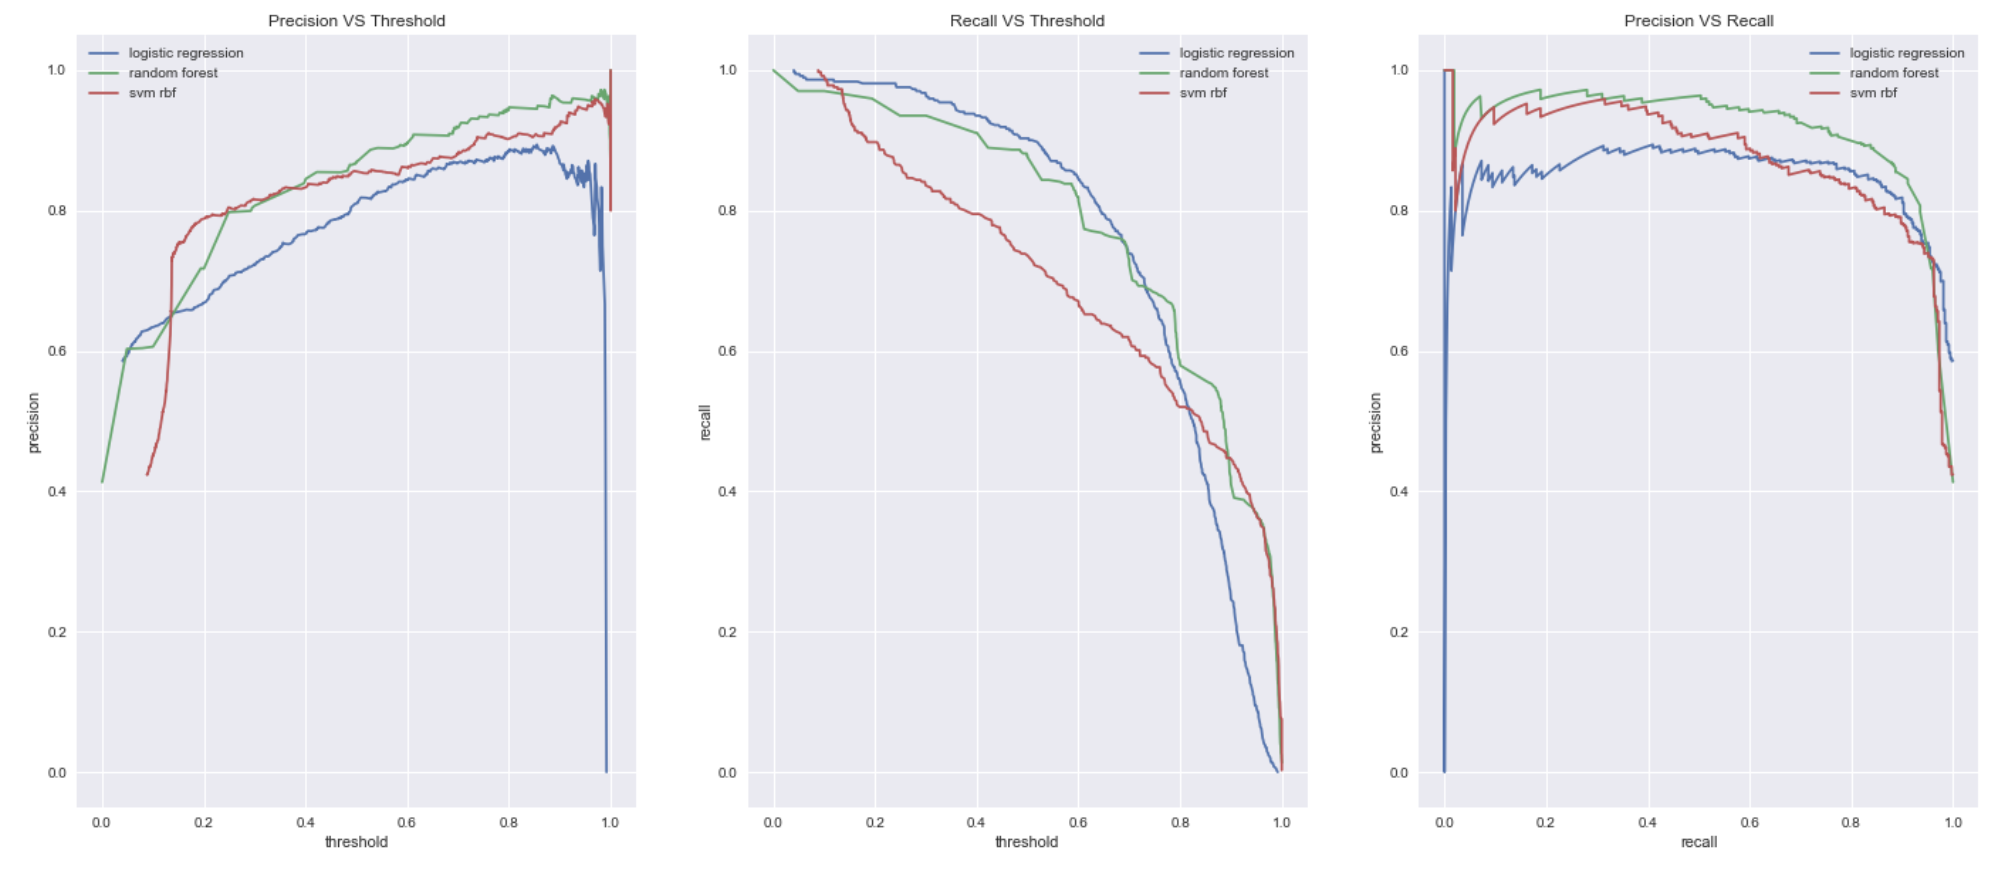 Precision VS Threshold
logistic regression
random forest
svm rbf
1.0
0.8
0.6
0.4
0.2
0.0
precision
0.0 0.2 0.4 0.6 0.8 1.0
threshold
Recall VS Threshold
logistic regression
random forest
svm rbf
1.0
0.8
0.6
0.4
0.2
0.0
recall
0.0 0.2 0.4 0.6 0.8 1.0
threshold
Precision VS Recall
logistic regression
random forest
svm rbf
1.0
0.8
0.6
0.4
0.2
0.0
precision
0.0 0.2 0.4 0.6 0.8 1.0
recall